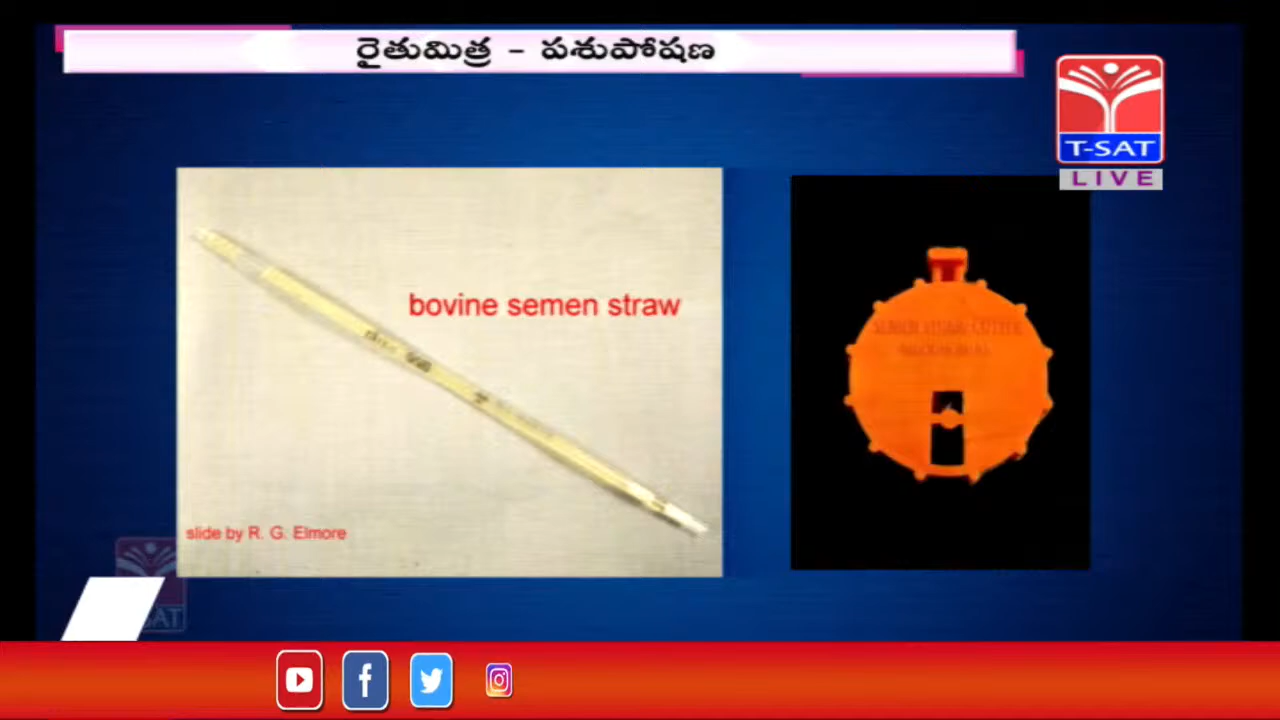 రైతుమిత్ర - పశుపోషణ
T-SAT
LIVE
bovine semen straw
slide by R. G. Elmore